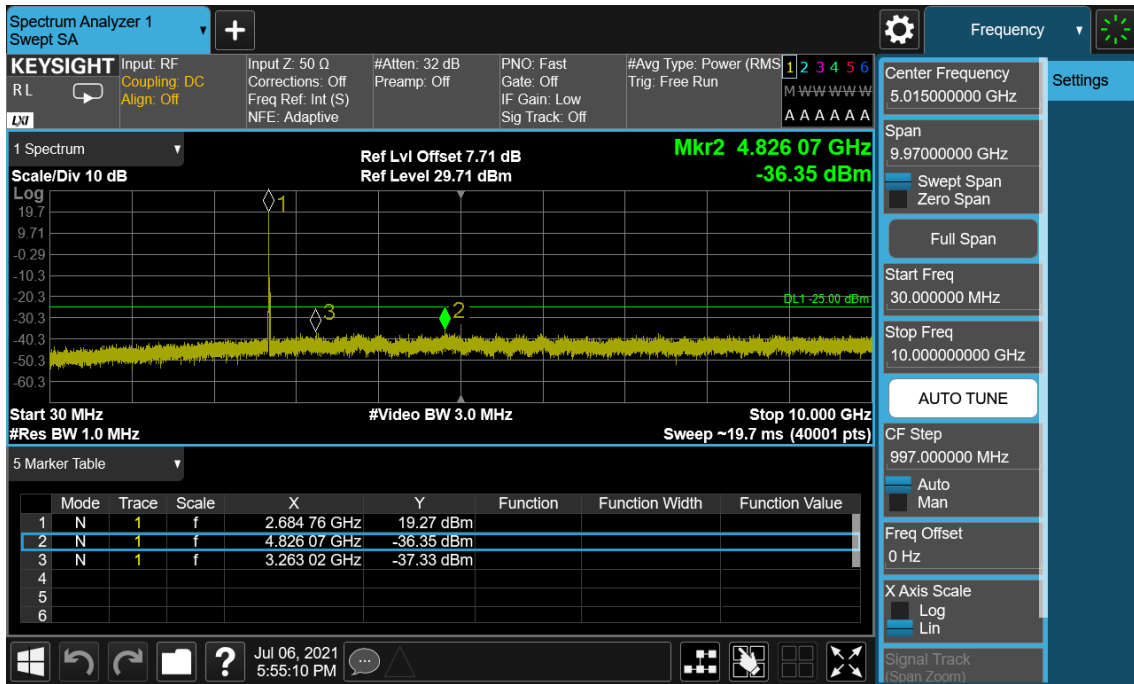 Spectrum Analyzer 1
Swept SA
Frequency
KEYSIGHT
RL
LXI
Input: RF
Coupling: DC
Align: Off
Input Z: 50 Ω
Corrections: Off
Freq Ref: Int (S)
NFE: Adaptive
#Atten: 32 dB
Preamp: Off
PNO: Fast
Gate: Off
IF Gain: Low
Sig Track: Off
#Avg Type: Power (RMS
Trig: Free Run
1 2 3 4 5 6
M W W W W W
A A A A A A
1 Spectrum
Scale/Div 10 dB
Ref Lvl Offset 7.71 dB
Ref Level 29.71 dBm
Mkr2 4.826 07 GHz
-36.35 dBm
Log
19.7
9.71
-0.29
-10.3
-20.3
-30.3
-40.3
-50.3
-60.3
1
3
2
DL1 -25.00 dBm
Start 30 MHz
#Video BW 3.0 MHz
Stop 10.000 GHz
#Res BW 1.0 MHz
Sweep ~19.7 ms (40001 pts)
5 Marker Table
Mode Trace Scale X Y Function Function Width Function Value
1 N 1 f 2.684 76 GHz 19.27 dBm
2 N 1 f 4.826 07 GHz -36.35 dBm
3 N 1 f 3.263 02 GHz -37.33 dBm
4
5
6
Jul 06, 2021
5:55:10 PM
Settings
Center Frequency
5.015000000 GHz
Span
9.97000000 GHz
Swept Span
Zero Span
Full Span
Start Freq
30.000000 MHz
Stop Freq
10.000000000 GHz
AUTO TUNE
CF Step
997.000000 MHz
Auto
Man
Freq Offset
0 Hz
X Axis Scale
Log
Lin
Signal Track
(Span Zoom)